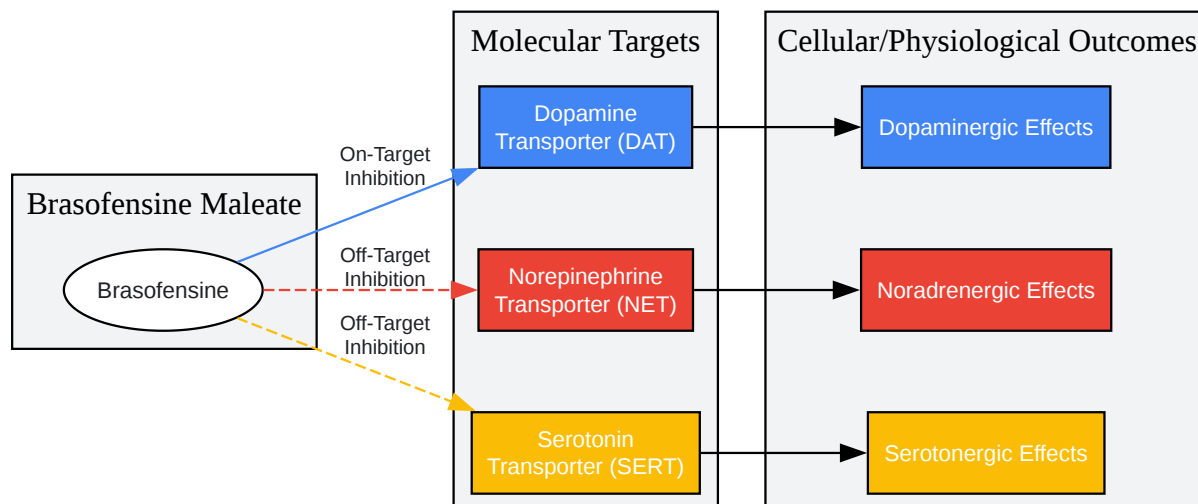 Molecular Targets
Cellular/Physiological Outcomes
Dopamine
Transporter (DAT)
Dopaminergic Effects
On-Target
Inhibition
Brasofensine Maleate
Brasofensine
Off-Target
Inhibition
Norepinephrine
Transporter (NET)
Noradrenergic Effects
Off-Target
Inhibition
Serotonin
Transporter (SERT)
Serotonergic Effects